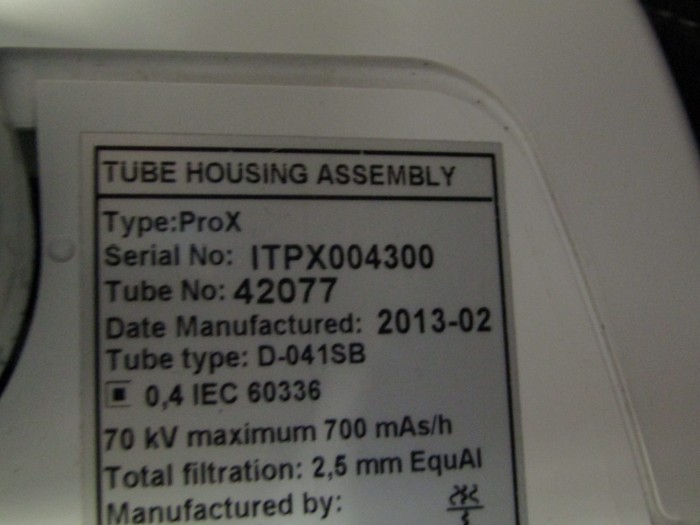 TUBE HOUSING ASSEMBLY
Type:ProX
Serial No: ITPX004300
Tube No: 42077
Date Manufactured: 2013-02
Tube type: D-041SB
0,4 IEC 60336
70 kV maximum 700 mAs/h
Total filtration: 2,5 mm EquAl
Manufactured by: